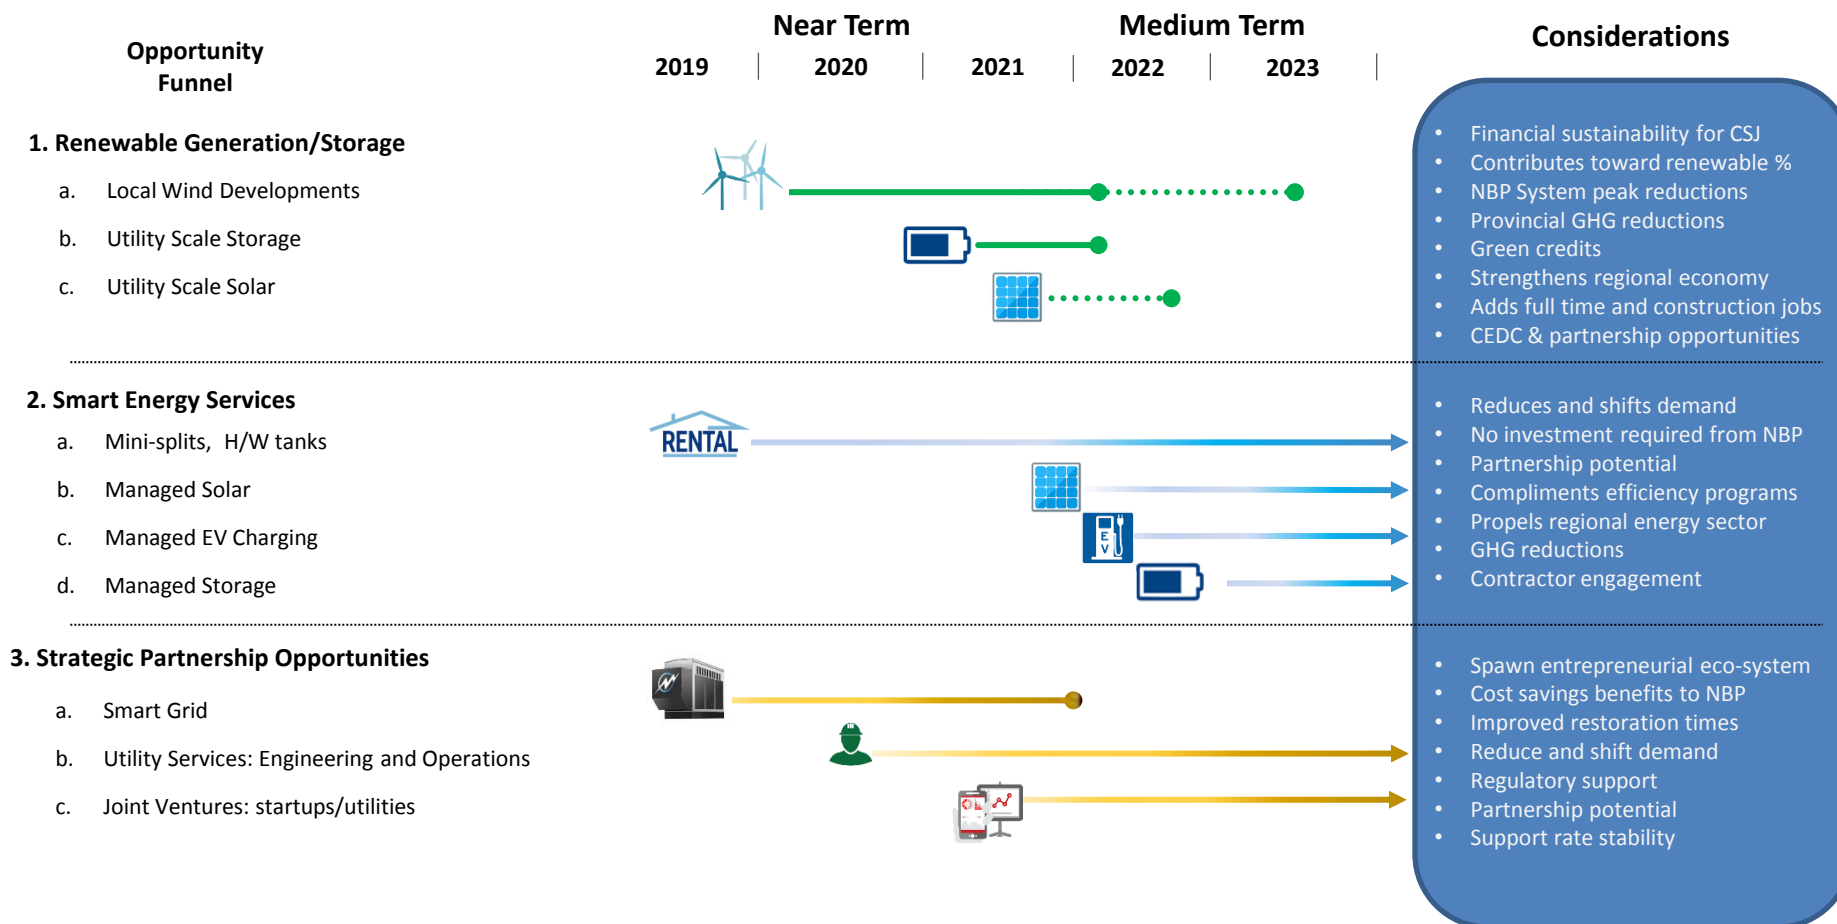 Opportunity
Funnel
Near Term
Medium Term
Considerations
2019
2020
2021
2022
2023
1. Renewable Generation/Storage
a. Local Wind Developments
b. Utility Scale Storage
c. Utility Scale Solar
• Financial sustainability for CSJ
• Contributes toward renewable %
• NBP System peak reductions
• Provincial GHG reductions
• Green credits
• Strengthens regional economy
• Adds full time and construction jobs
• CEDC & partnership opportunities
2. Smart Energy Services
a. Mini-splits, H/W tanks
b. Managed Solar
c. Managed EV Charging
d. Managed Storage
RENTAL
EV
• Reduces and shifts demand
• No investment required from NBP
• Partnership potential
• Compliments efficiency programs
• Propels regional energy sector
• GHG reductions
• Contractor engagement
3. Strategic Partnership Opportunities
a. Smart Grid
b. Utility Services: Engineering and Operations
c. Joint Ventures: startups/utilities
• Spawn entrepreneurial eco-system
• Cost savings benefits to NBP
• Improved restoration times
• Reduce and shift demand
• Regulatory support
• Partnership potential
• Support rate stability